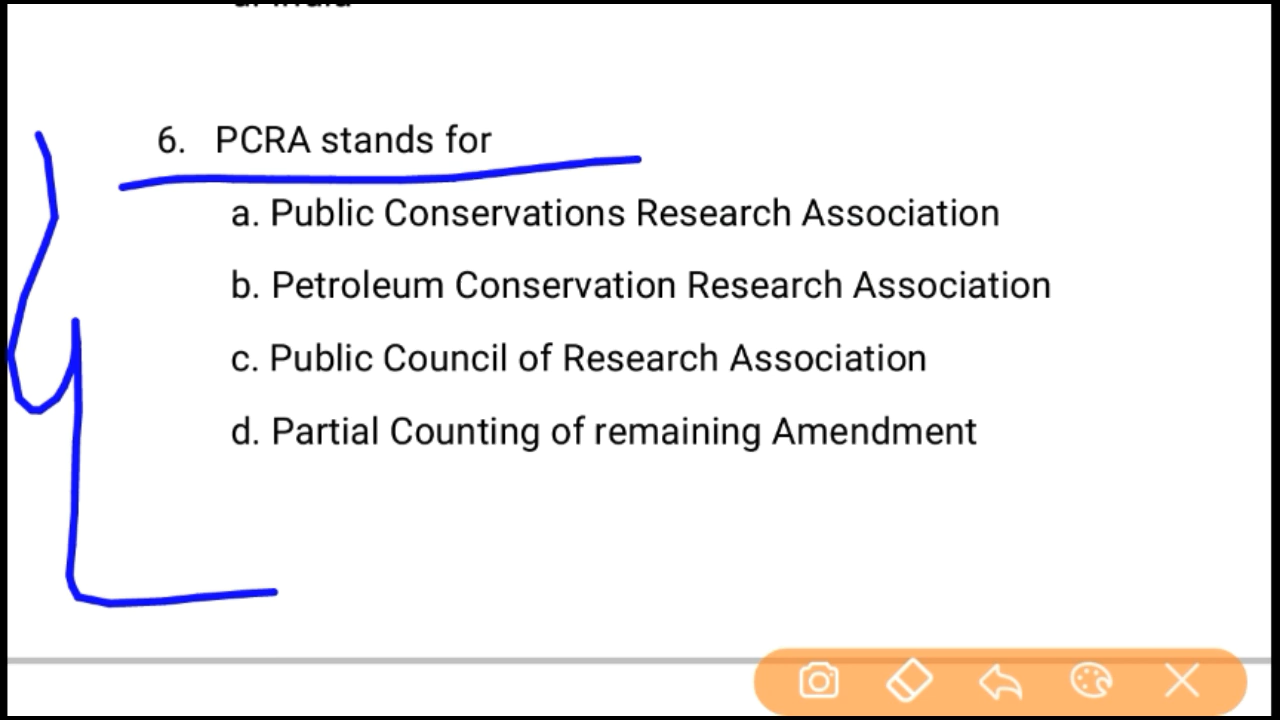 6. PCRA stands for
a. Public Conservations Research Association
b. Petroleum Conservation Research Association
c. Public Council of Research Association
d. Partial Counting of remaining Amendment